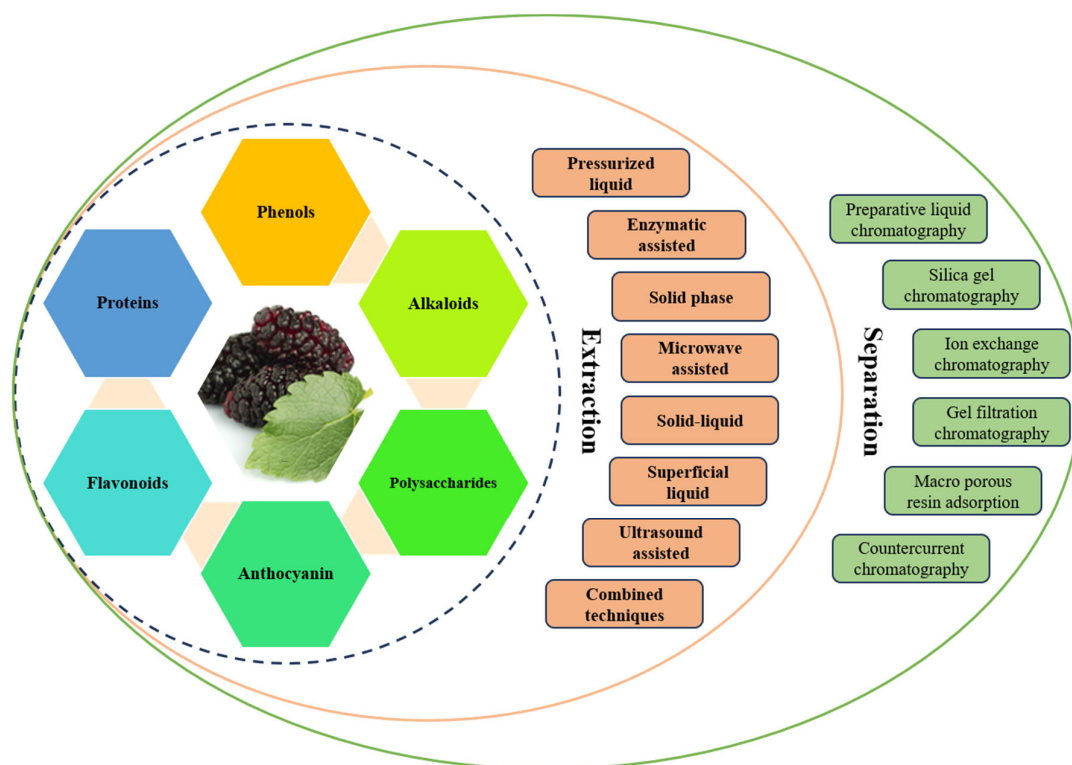 Phenols
Proteins
Alkaloids
Flavonoids
Polysaccharides
Anthocyanin
Extraction
Pressurized
liquid
Enzymatic
assisted
Solid phase
Microwave
assisted
Solid-liquid
Superficial
liquid
Ultrasound
assisted
Combined
techniques
Separation
Preparative liquid
chromatography
Silica gel
chromatography
Ion exchange
chromatography
Gel filtration
chromatography
Macro porous
resin adsorption
Countercurrent
chromatography